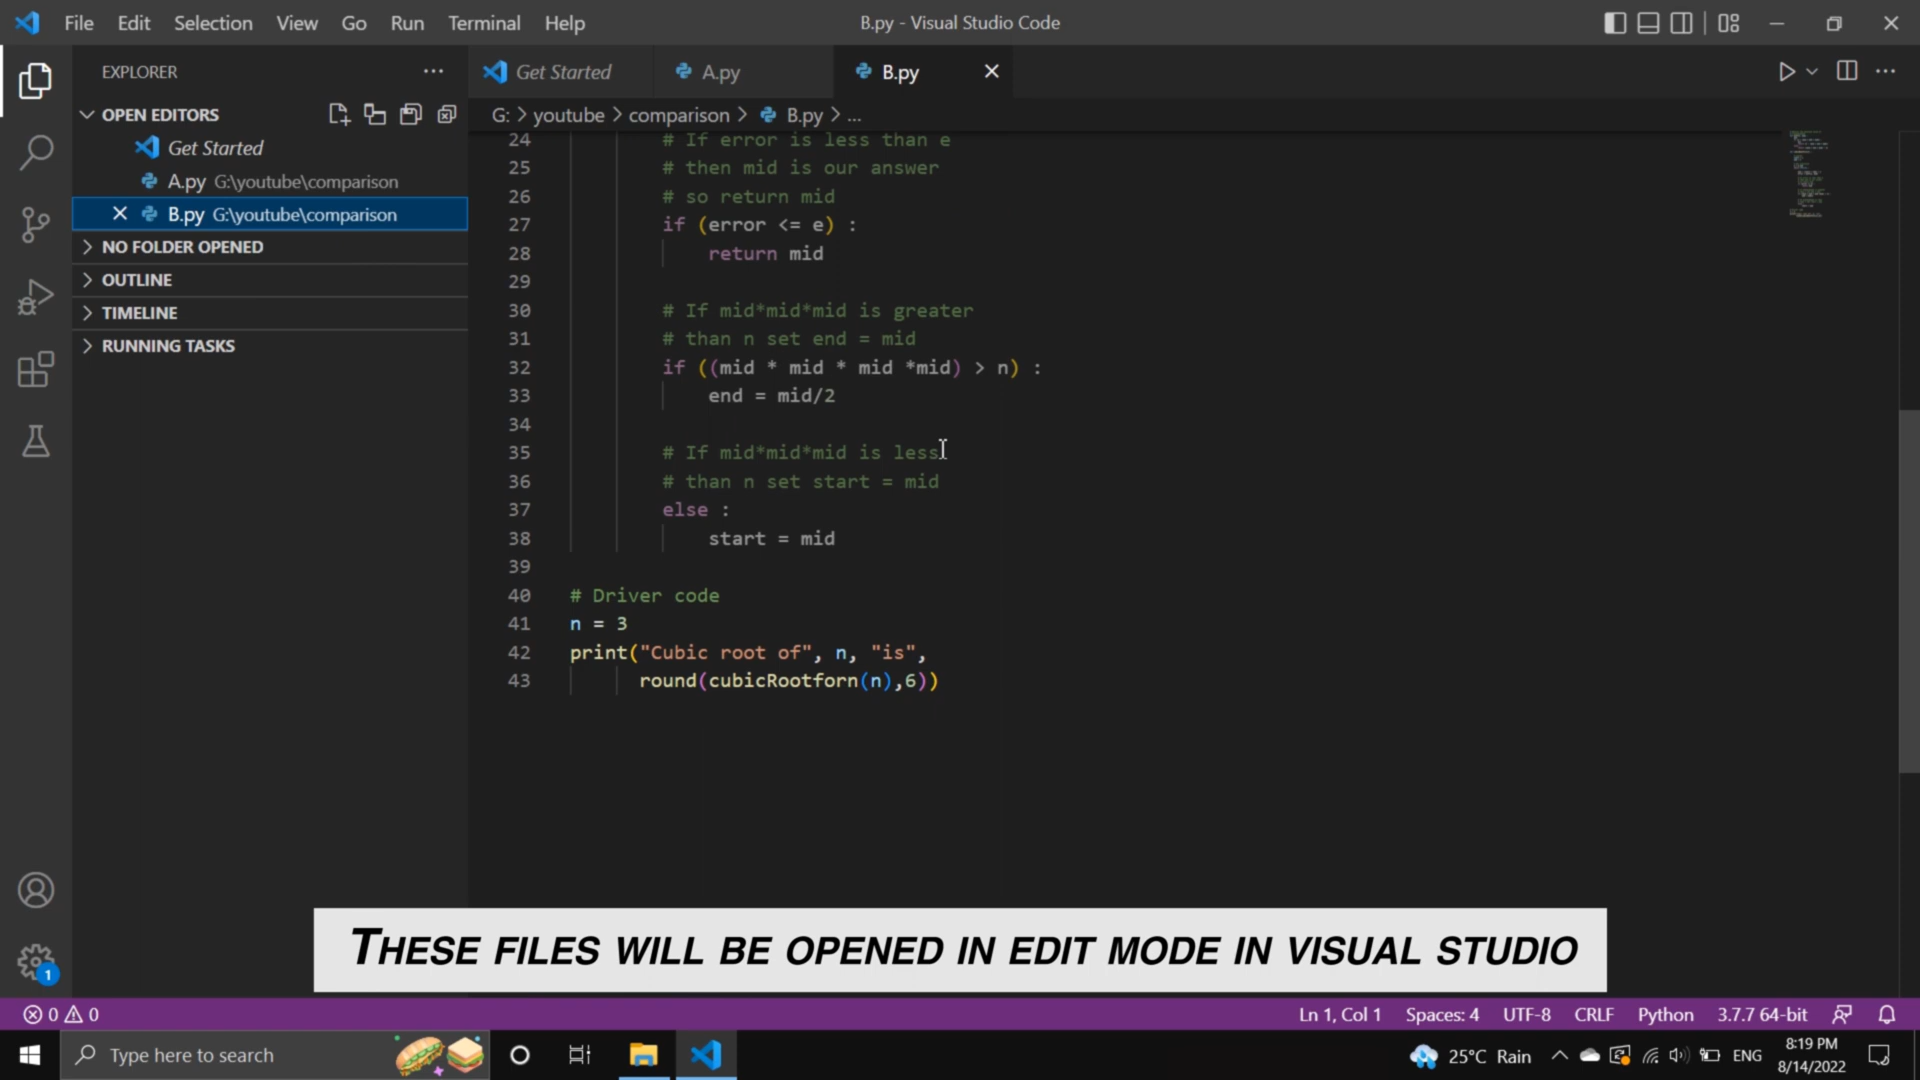 File Edit Selection View Go Run Terminal Help
B.py - Visual Studio Code
EXPLORER
OPEN EDITORS
Get Started
A.py G:\youtube\comparison
B.py G:\youtube\comparison
NO FOLDER OPENED
OUTLINE
TIMELINE
RUNNING TASKS
Get Started
A.py
B.py
G: > youtube > comparison > B.py > ...
24 # If error is less than e
25 # then mid is our answer
26 # so return mid
27 if (error <= e) :
28 return mid
29
30 # If mid*mid*mid is greater
31 # than n set end = mid
32 if ((mid * mid * mid *mid) > n) :
33 end = mid/2
34
35 # If mid*mid*mid is less
36 # than n set start = mid
37 else :
38 start = mid
39
40 # Driver code
41 n = 3
42 print("Cubic root of", n, "is",
43 round(cubicRootforn(n),6))
THESE FILES WILL BE OPENED IN EDIT MODE IN VISUAL STUDIO
1
0 0
Ln 1, Col 1 Spaces: 4 UTF-8 CRLF Python 3.7.7 64-bit
Type here to search
25°C Rain
ENG
8:19 PM
8/14/2022